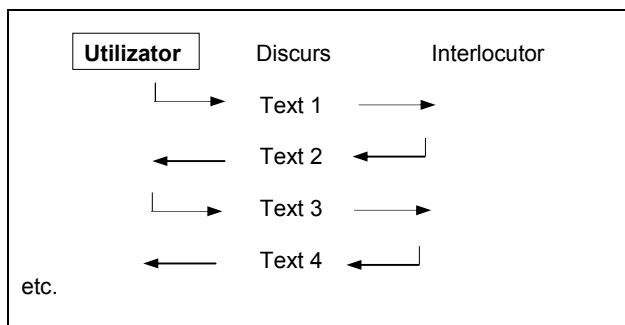 Utilizator Discurs Interlocutor
Text 1
Text 2
Text 3
Text 4
etc.